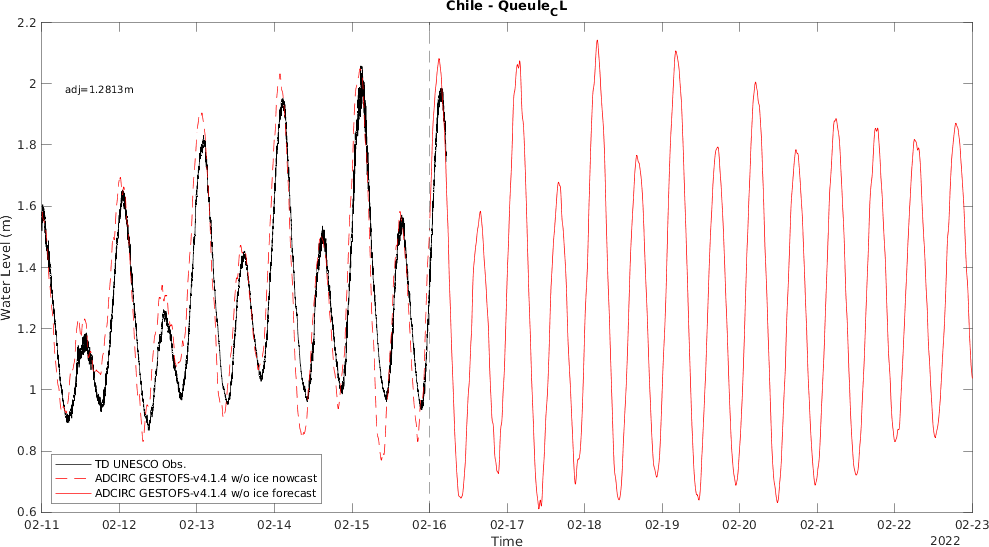 Chile - Queule_CL
2.2
2
1.8
1.6
1.4
1.2
1
0.8
0.6
Water Level (m)
adj=1.2813m
TD UNESCO Obs.
ADCIRC GESTOFS-v4.1.4 w/o ice nowcast
ADCIRC GESTOFS-v4.1.4 w/o ice forecast
02-11 02-12 02-13 02-14 02-15 02-16 02-17 02-18 02-19 02-20 02-21 02-22 02-23
Time
2022